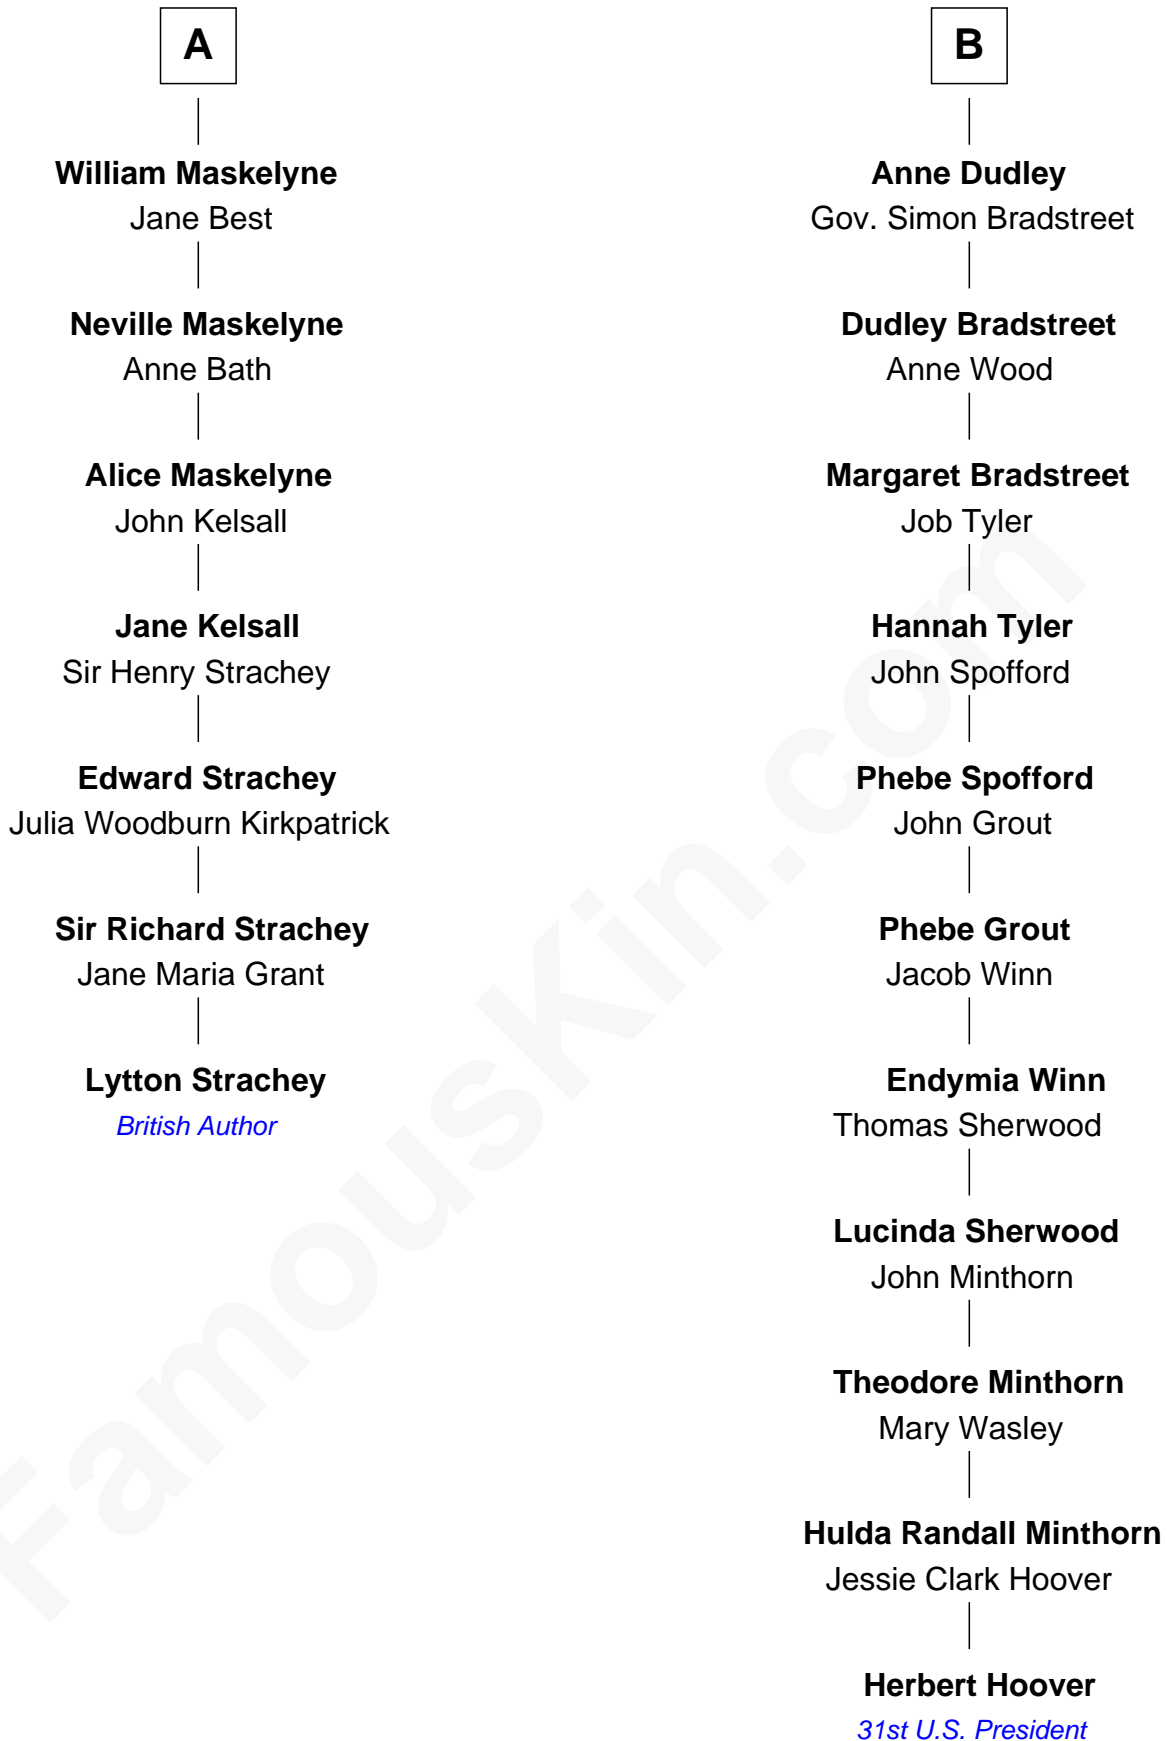 A
William Maskelyne
Jane Best
Neville Maskelyne
Anne Bath
Alice Maskelyne
John Kelsall
Jane Kelsall
Sir Henry Strachey
Edward Strachey
Julia Woodburn Kirkpatrick
Sir Richard Strachey
Jane Maria Grant
Lytton Strachey
British Author
B
Anne Dudley
Gov. Simon Bradstreet
Dudley Bradstreet
Anne Wood
Margaret Bradstreet
Job Tyler
Hannah Tyler
John Spofford
Phebe Spofford
John Grout
Phebe Grout
Jacob Winn
Endymia Winn
Thomas Sherwood
Lucinda Sherwood
John Minthorn
Theodore Minthorn
Mary Wasley
Hulda Randall Minthorn
Jessie Clark Hoover
Herbert Hoover
31st U.S. President
FamousKin.com